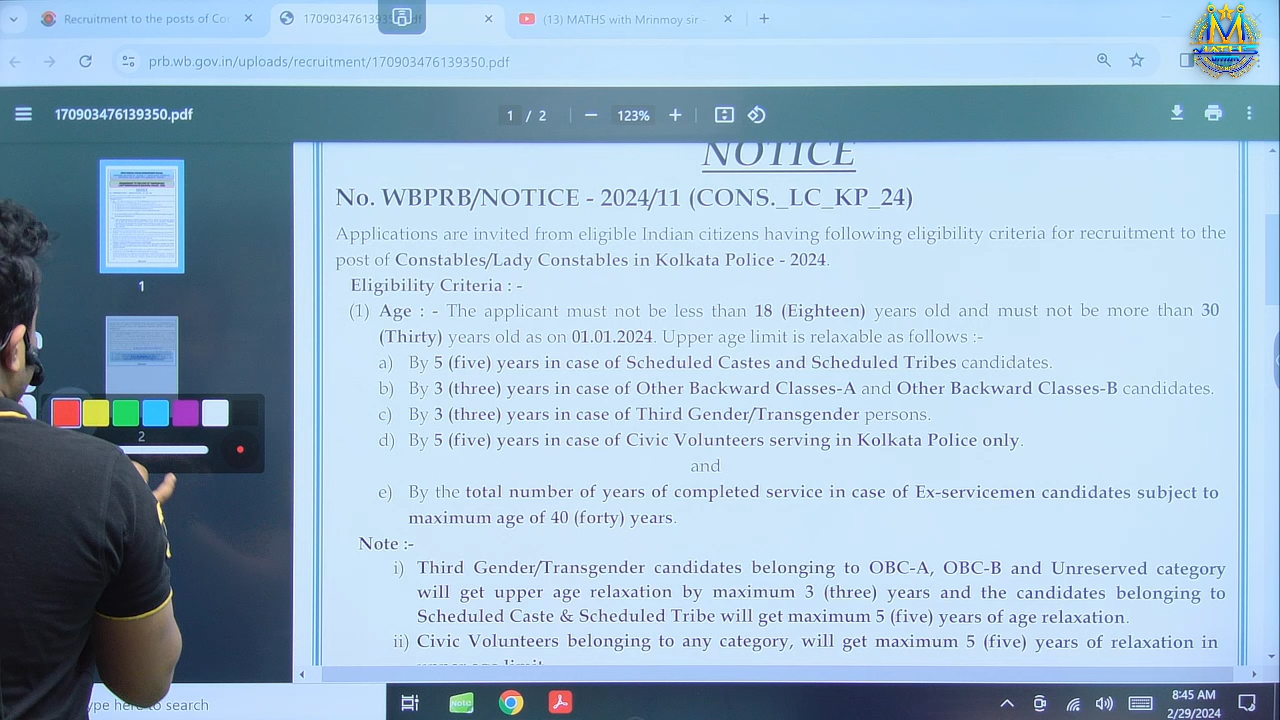 Recruitment to the posts of Co
1709034761393
df
(13) MATHS with Mrinmoy sir -
prb.wb.gov.in/uploads/recruitment/170903476139350.pdf
170903476139350.pdf
1 / 2
123%
NOTICE
No. WBPRB/NOTICE - 2024/11 (CONS._LC_KP_24)
Applications are invited from eligible Indian citizens having following eligibility criteria for recruitment to the
post of Constables/Lady Constables in Kolkata Police - 2024.
Eligibility Criteria : -
(1) Age : - The applicant must not be less than 18 (Eighteen) years old and must not be more than 30
(Thirty) years old as on 01.01.2024. Upper age limit is relaxable as follows :-
a) By 5 (five) years in case of Scheduled Castes and Scheduled Tribes candidates.
b) By 3 (three) years in case of Other Backward Classes-A and Other Backward Classes-B candidates.
c) By 3 (three) years in case of Third Gender/Transgender persons.
d) By 5 (five) years in case of Civic Volunteers serving in Kolkata Police only.
and
e) By the total number of years of completed service in case of Ex-servicemen candidates subject to
maximum age of 40 (forty) years.
Note :-
i) Third Gender/Transgender candidates belonging to OBC-A, OBC-B and Unreserved category
will get upper age relaxation by maximum 3 (three) years and the candidates belonging to
Scheduled Caste & Scheduled Tribe will get maximum 5 (five) years of age relaxation.
ii) Civic Volunteers belonging to any category, will get maximum 5 (five) years of relaxation in
upper age limit
1
2
MATHS
ype here to search
Note
8:45 AM
2/29/2024